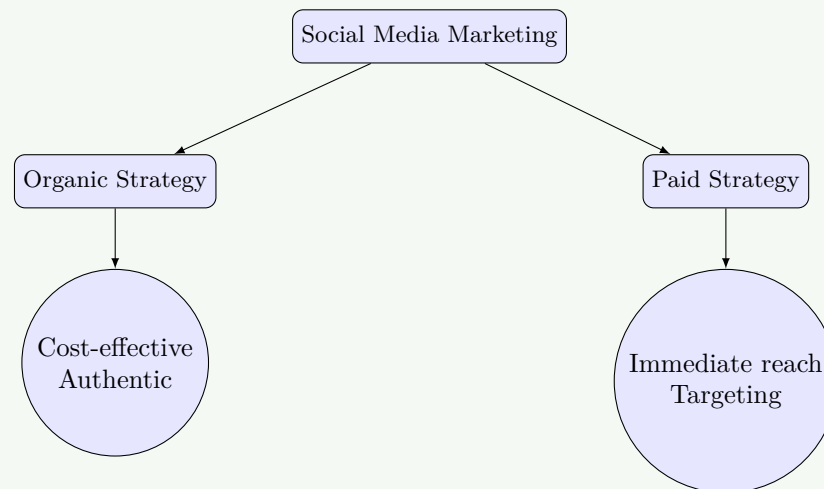 Social Media Marketing
Organic Strategy
Paid Strategy
Cost-effective
Authentic
Immediate reach
Targeting